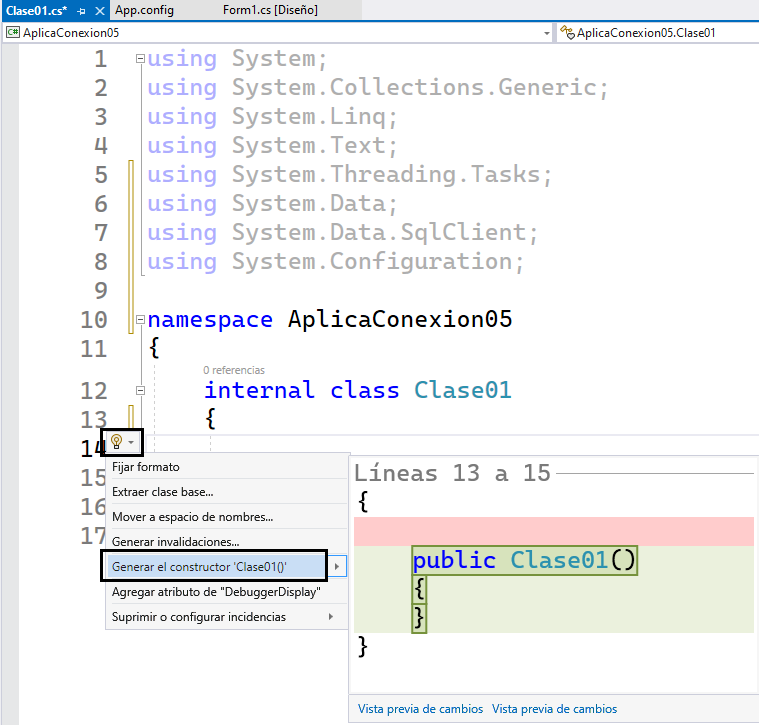 Clase01.cs* App.config Form1.cs [Diseño]
C# AplicaConexion05 AplicaConexion05.Clase01
1 using System;
2 using System.Collections.Generic;
3 using System.Linq;
4 using System.Text;
5 using System.Threading.Tasks;
6 using System.Data;
7 using System.Data.SqlClient;
8 using System.Configuration;
9
10 namespace AplicaConexion05
11 {
0 referencias
12 internal class Clase01
13 {
14
15
16
17
Fijar formato
Extraer clase base...
Mover a espacio de nombres...
Generar invalidaciones...
Generar el constructor 'Clase01()'
Agregar atributo de "DebuggerDisplay"
Suprimir o configurar incidencias
Líneas 13 a 15
{
public Clase01()
{
}
}
Vista previa de cambios Vista previa de cambios